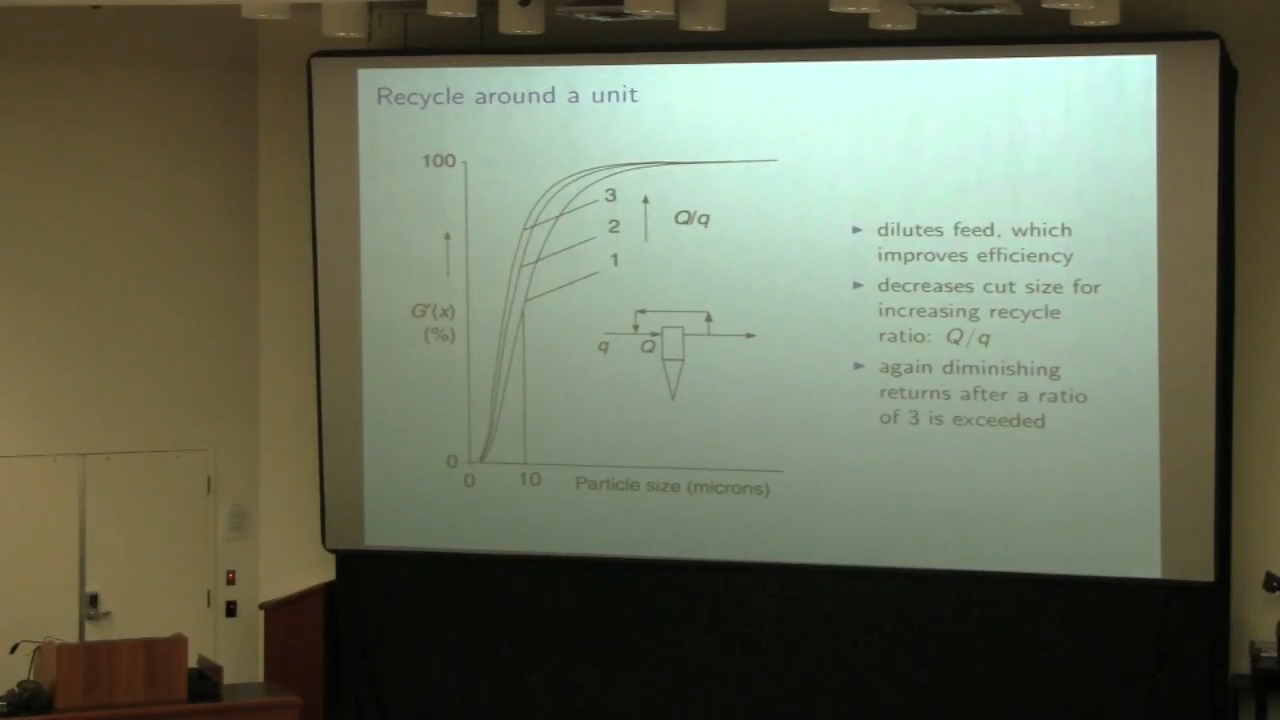 Recycle around a unit
100
3
2
1
Q/q
G'(x)
(%)
q
Q
0
0
10
Particle size (microns)
dilutes feed, which
improves efficiency
decreases cut size for
increasing recycle
ratio: Q/q
again diminishing
returns after a ratio
of 3 is exceeded